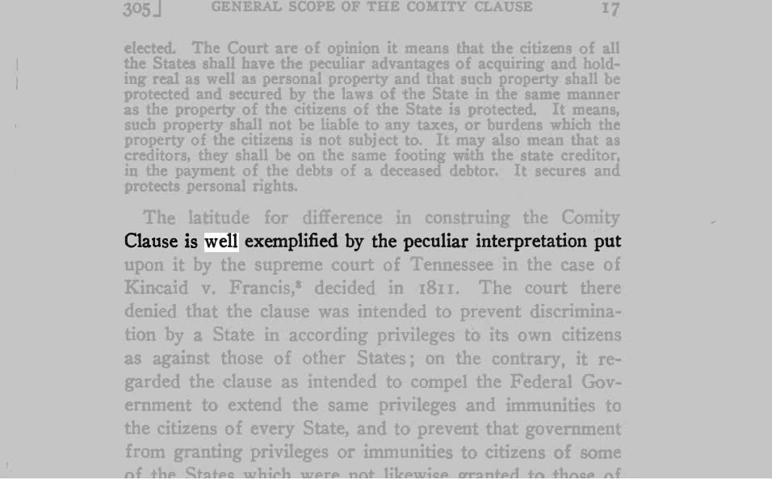 305]
GENERAL SCOPE OF THE COMITY CLAUSE
17
elected. The Court are of opinion it means that the citizens of all
the States shall have the peculiar advantages of acquiring and hold-
ing real as well as personal property and that such property shall be
protected and secured by the laws of the State in the same manner
as the property of the citizens of the State is protected. It means,
such property shall not be liable to any taxes, or burdens which the
property of the citizens is not subject to. It may also mean that as
creditors, they shall be on the same footing with the state creditor,
in the payment of the debts of a deceased debtor. It secures and
protects personal rights.
The latitude for difference in construing the Comity
Clause is well exemplified by the peculiar interpretation put
upon it by the supreme court of Tennessee in the case of
Kincaid v. Francis,⁸ decided in 1811. The court there
denied that the clause was intended to prevent discrimina-
tion by a State in according privileges to its own citizens
as against those of other States; on the contrary, it re-
garded the clause as intended to compel the Federal Gov-
ernment to extend the same privileges and immunities to
the citizens of every State, and to prevent that government
from granting privileges or immunities to citizens of some
of the States which were not likewise granted to those of